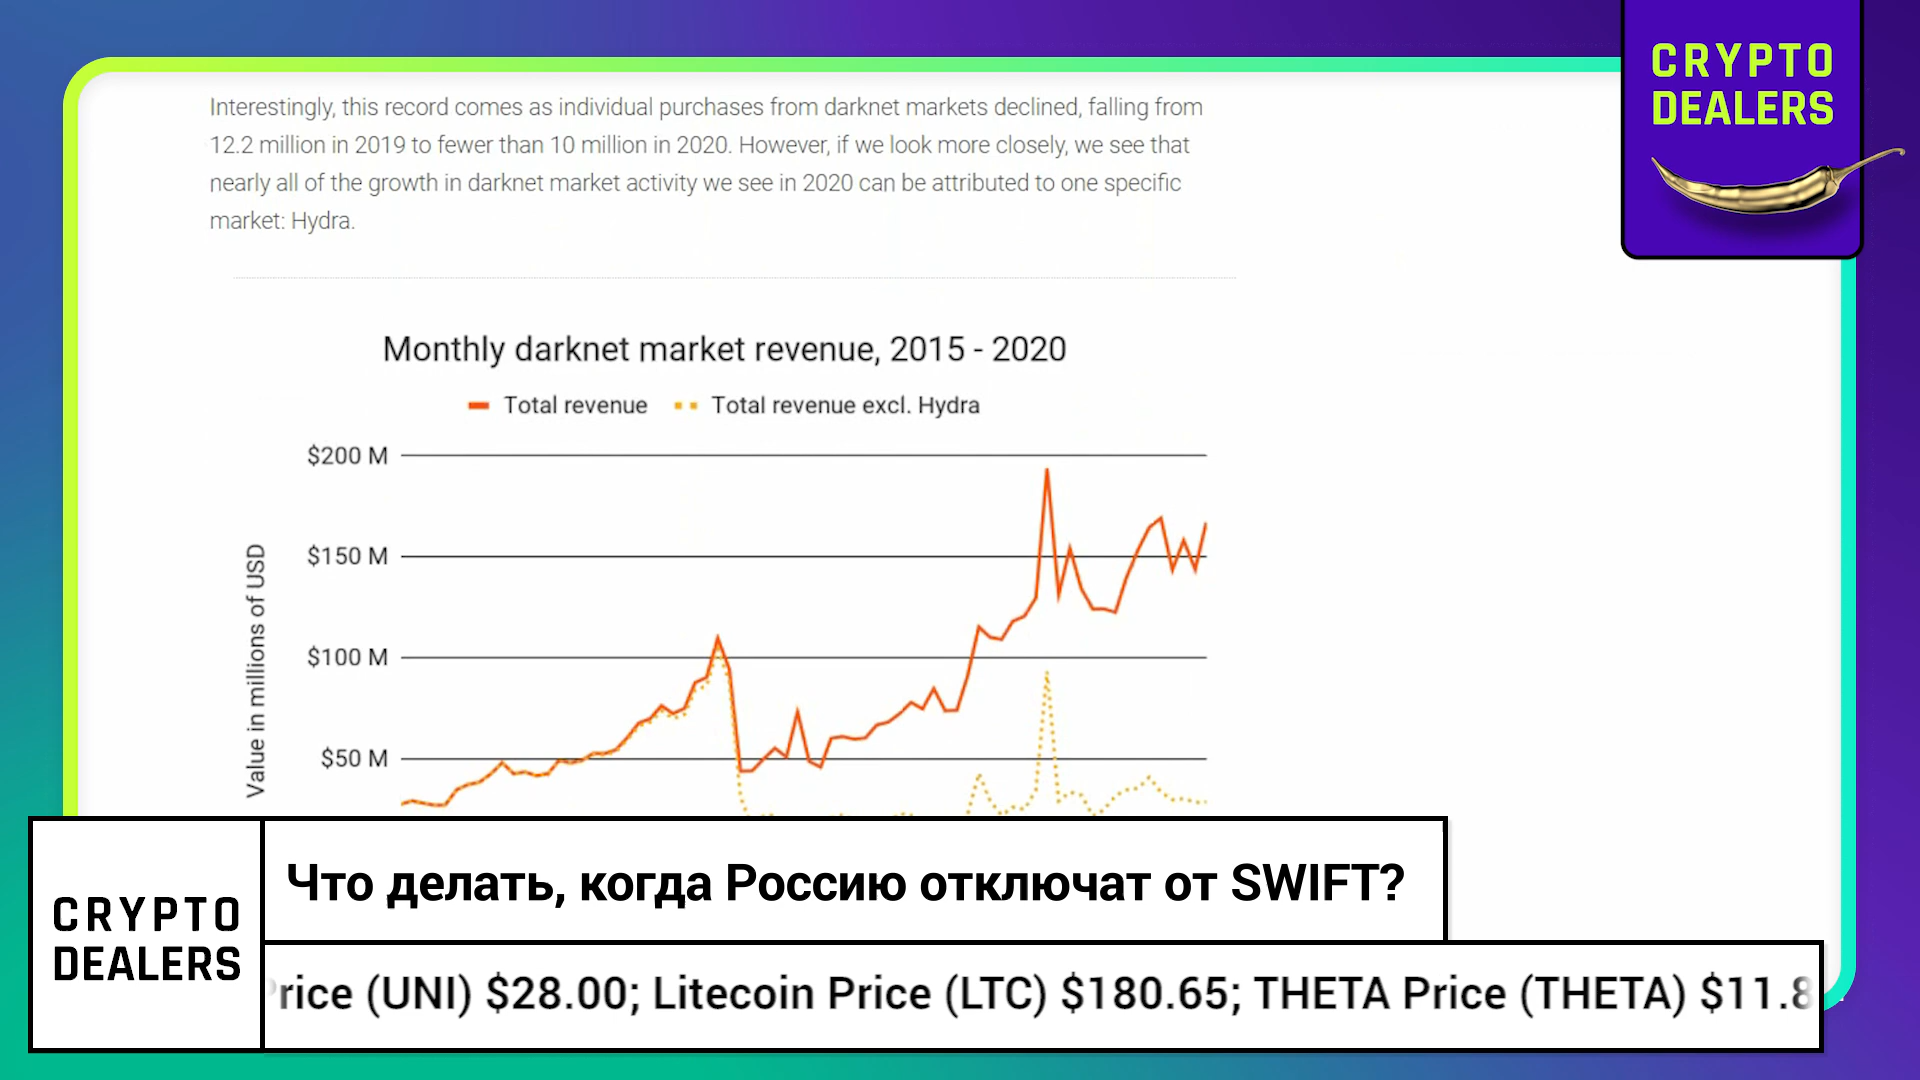 CRYPTO
DEALERS
Interestingly, this record comes as individual purchases from darknet markets declined, falling from
12.2 million in 2019 to fewer than 10 million in 2020. However, if we look more closely, we see that
nearly all of the growth in darknet market activity we see in 2020 can be attributed to one specific
market: Hydra.
Monthly darknet market revenue, 2015 - 2020
Total revenue Total revenue excl. Hydra
$200 M
$150 M
$100 M
$50 M
Value in millions of USD
Что делать, когда Россию отключат от SWIFT?
CRYPTO
DEALERS
rice (UNI) $28.00; Litecoin Price (LTC) $180.65; THETA Price (THETA) $11.8